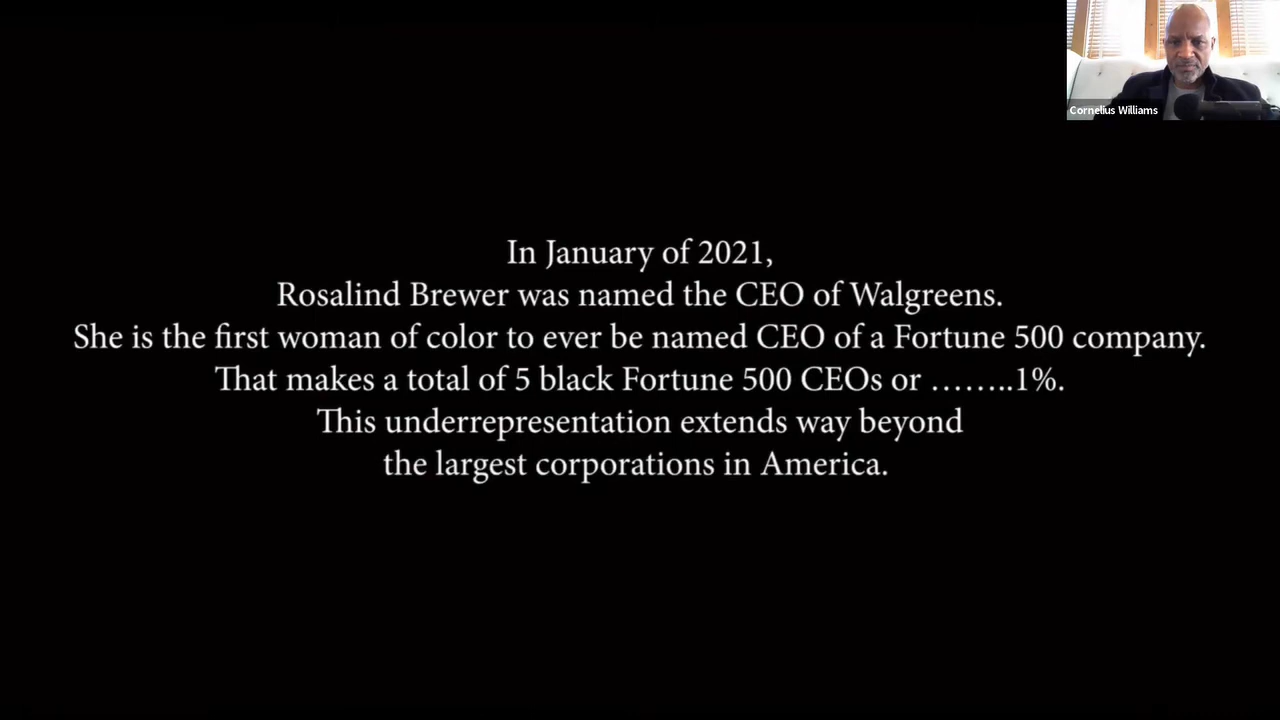 Cornelius Williams
In January of 2021,
Rosalind Brewer was named the CEO of Walgreens.
She is the first woman of color to ever be named CEO of a Fortune 500 company.
That makes a total of 5 black Fortune 500 CEOs or ........1%.
This underrepresentation extends way beyond
the largest corporations in America.